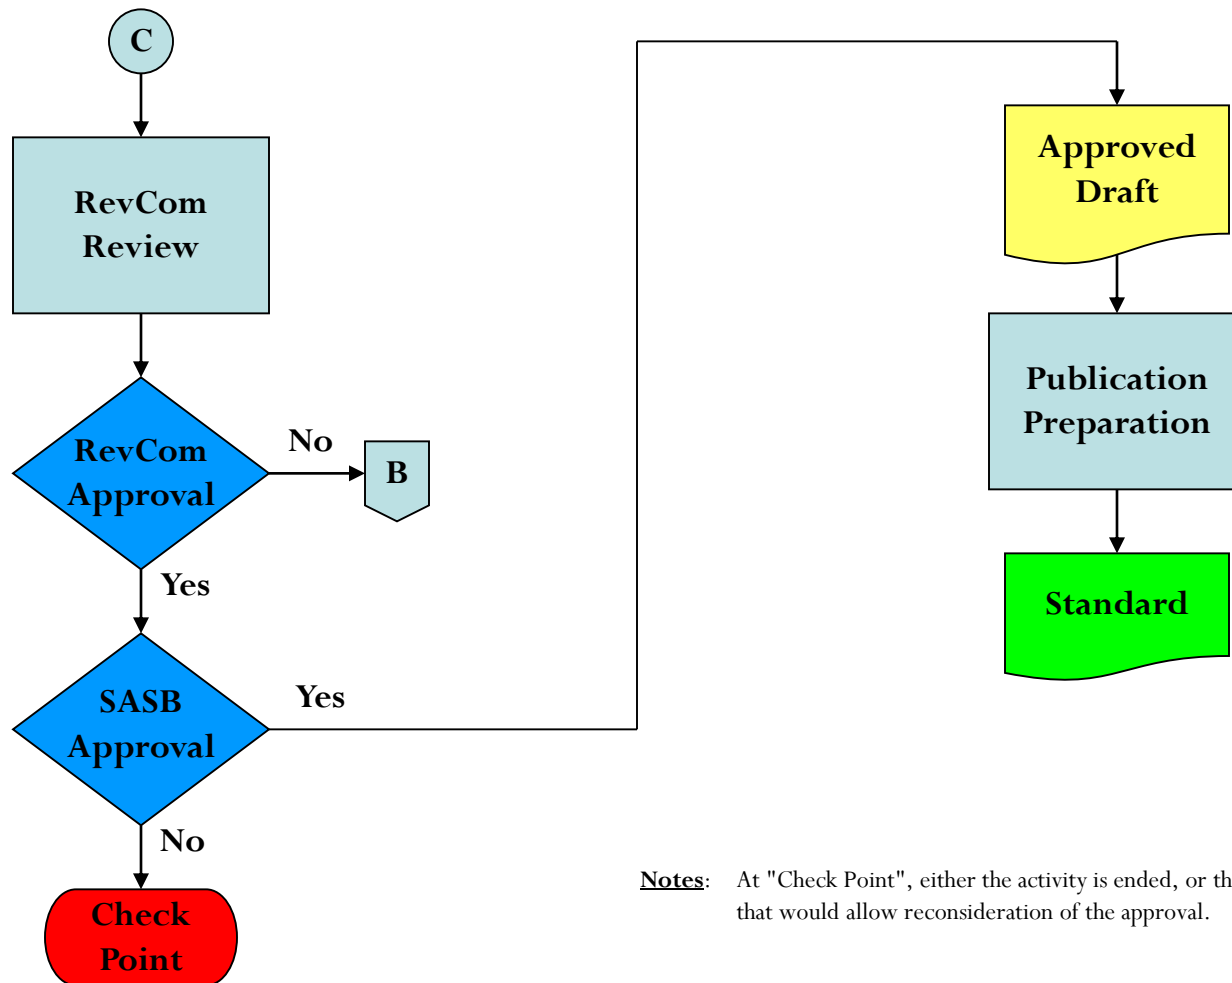 C
RevCom
Review
RevCom
Approval
No
B
Yes
SASB
Approval
Yes
No
Check
Point
Approved
Draft
Publication
Preparation
Standard
Notes: At "Check Point", either the activity is ended, or th
that would allow reconsideration of the approval.